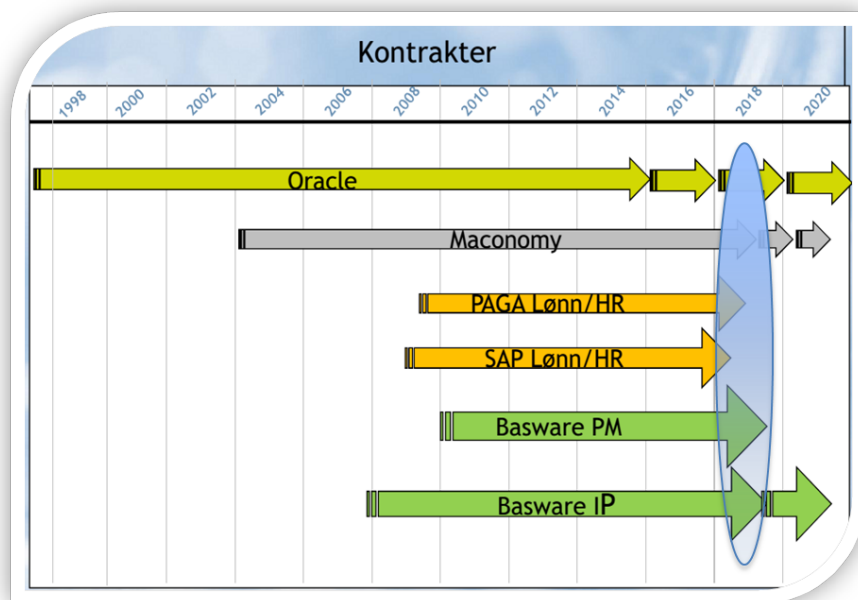 Kontrakter
1998 2000 2002 2004 2006 2008 2010 2012 2014 2016 2018 2020
Oracle
Maconomy
PAGA Lønn/HR
SAP Lønn/HR
Basware PM
Basware IP